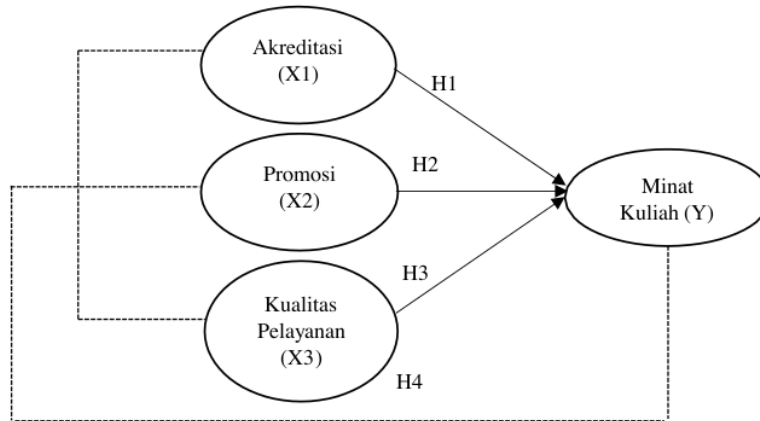 Akreditasi
(X1)
H1
Promosi
(X2)
H2
Minat
Kuliah (Y)
H3
Kualitas
Pelayanan
(X3)
H4